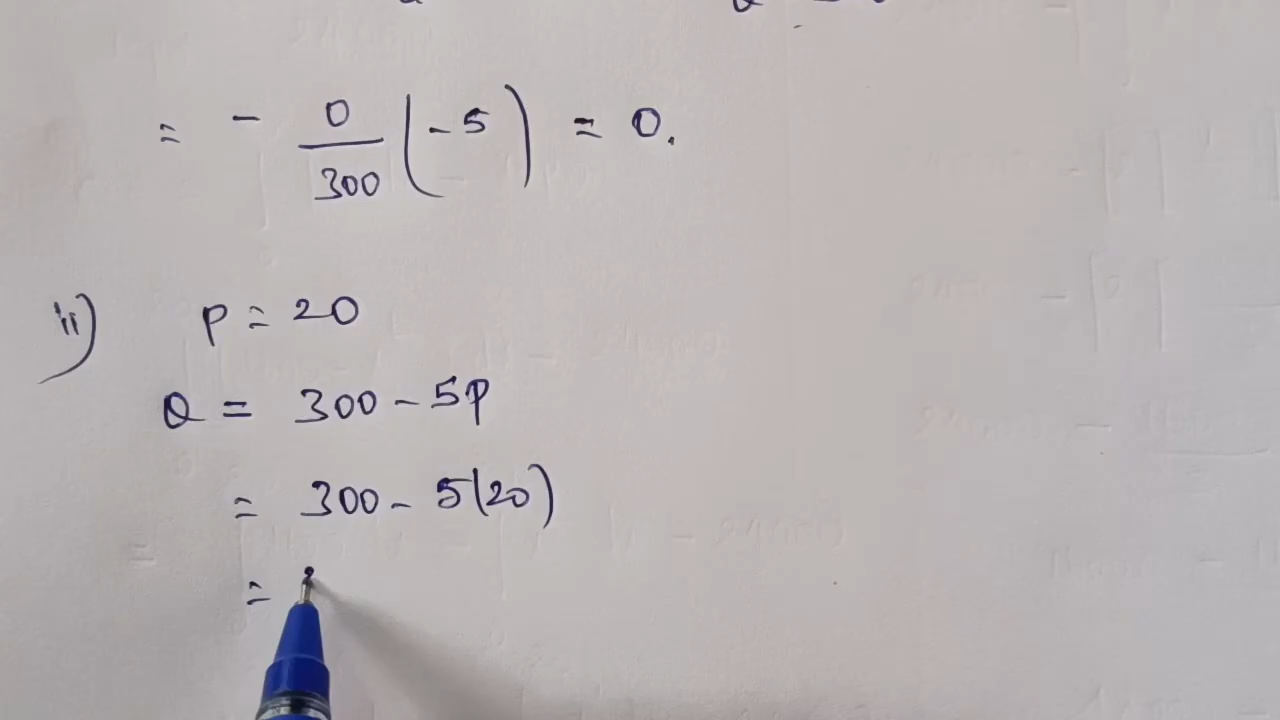 = - 0/300 (-5) = 0.
ii) P = 20
Q = 300 - 5P
= 300 - 5(20)
=